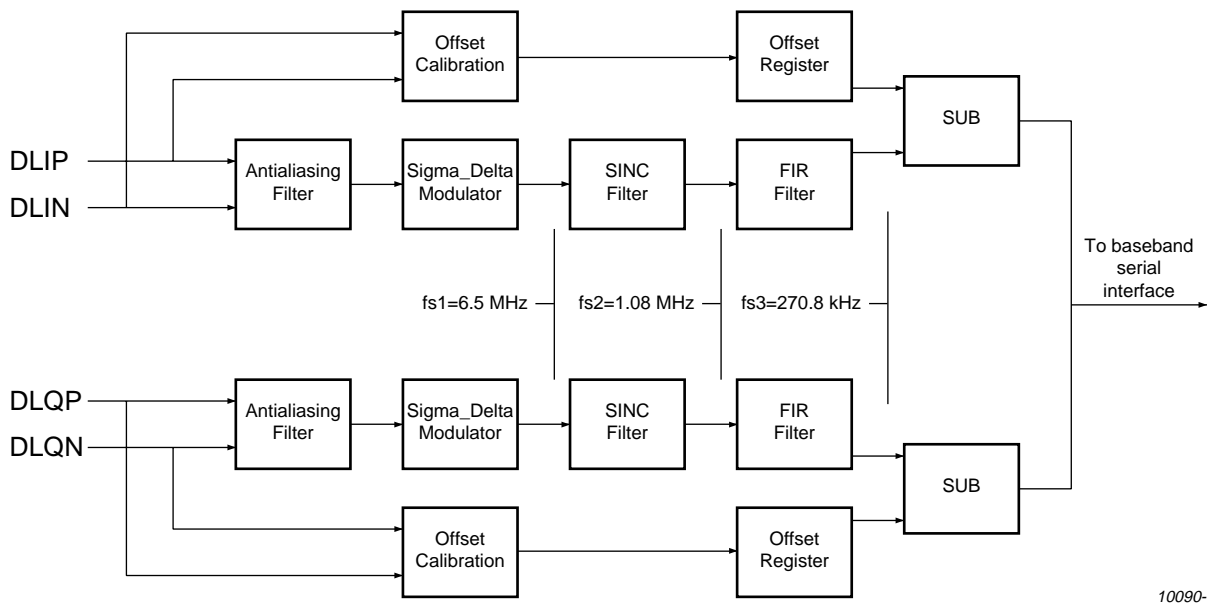 Offset
Calibration
Offset
Register
SUB
DLIP
DLIN
Antialiasing
Filter
Sigma_Delta
Modulator
SINC
Filter
FIR
Filter
To baseband
serial
interface
fs1=6.5 MHz
fs2=1.08 MHz
fs3=270.8 kHz
DLQP
DLQN
Antialiasing
Filter
Sigma_Delta
Modulator
SINC
Filter
FIR
Filter
SUB
Offset
Calibration
Offset
Register
10090-